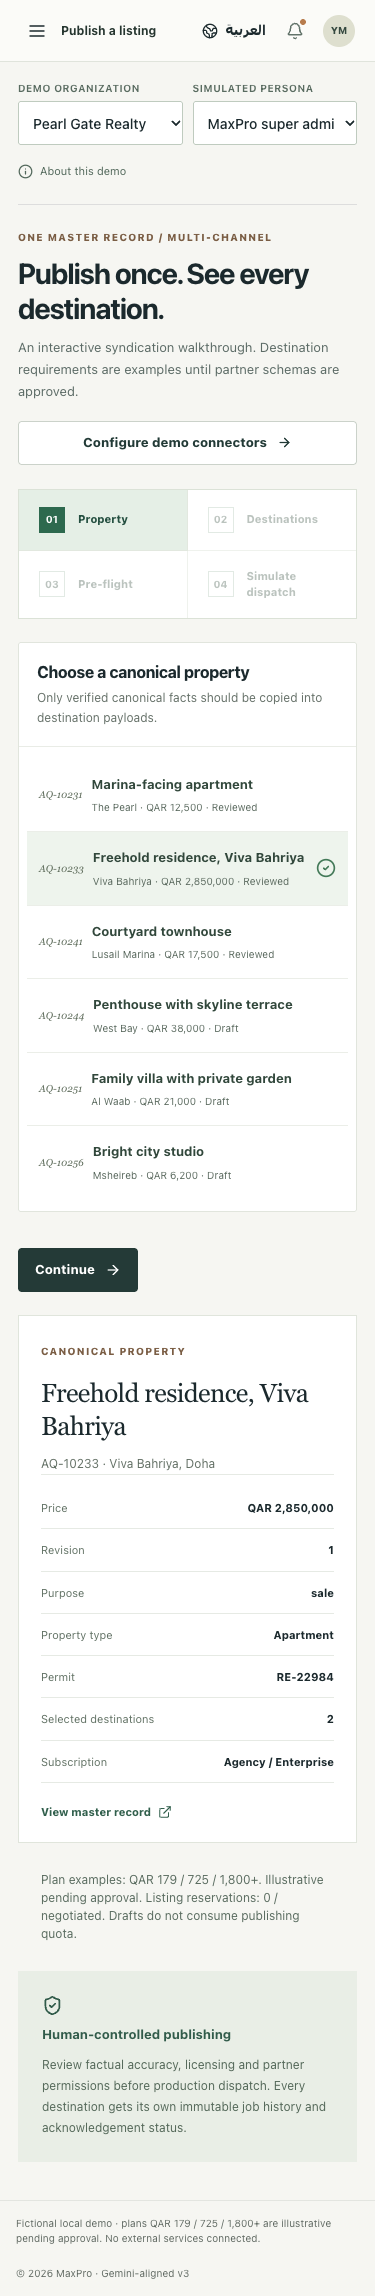 Publish a listing
العربية
YM
DEMO ORGANIZATION
SIMULATED PERSONA
Pearl Gate Realty
MaxPro super admi
About this demo
ONE MASTER RECORD / MULTI-CHANNEL
Publish once. See every
destination.
An interactive syndication walkthrough. Destination
requirements are examples until partner schemas are
approved.
Configure demo connectors
01 Property
02 Destinations
03 Pre-flight
04 Simulate
dispatch
Choose a canonical property
Only verified canonical facts should be copied into
destination payloads.
AQ-10231
Marina-facing apartment
The Pearl · QAR 12,500 · Reviewed
AQ-10233
Freehold residence, Viva Bahriya
Viva Bahriya · QAR 2,850,000 · Reviewed
AQ-10241
Courtyard townhouse
Lusail Marina · QAR 17,500 · Reviewed
AQ-10244
Penthouse with skyline terrace
West Bay · QAR 38,000 · Draft
AQ-10251
Family villa with private garden
Al Waab · QAR 21,000 · Draft
AQ-10256
Bright city studio
Msheireb · QAR 6,200 · Draft
Continue
CANONICAL PROPERTY
Freehold residence, Viva
Bahriya
AQ-10233 · Viva Bahriya, Doha
Price QAR 2,850,000
Revision 1
Purpose sale
Property type Apartment
Permit RE-22984
Selected destinations 2
Subscription Agency / Enterprise
View master record
Plan examples: QAR 179 / 725 / 1,800+. Illustrative
pending approval. Listing reservations: 0 /
negotiated. Drafts do not consume publishing
quota.
Human-controlled publishing
Review factual accuracy, licensing and partner
permissions before production dispatch. Every
destination gets its own immutable job history and
acknowledgement status.
Fictional local demo · plans QAR 179 / 725 / 1,800+ are illustrative
pending approval. No external services connected.
© 2026 MaxPro · Gemini-aligned v3